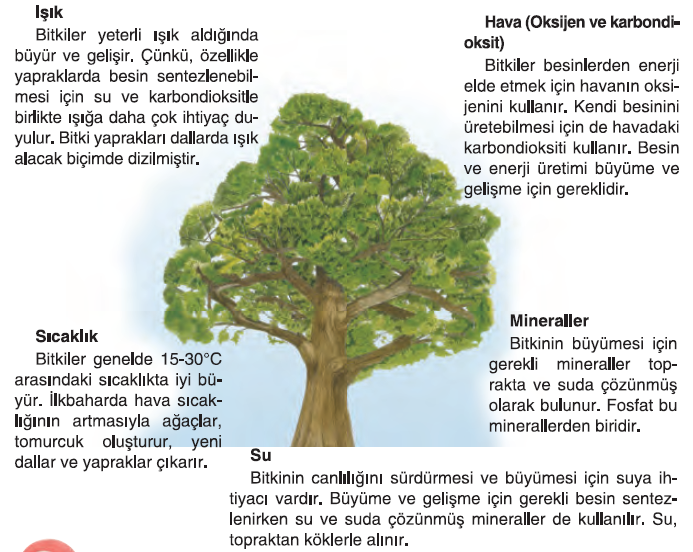 Işık
Bitkiler yeterli ışık aldığında
büyür ve gelişir. Çünkü, özellikle
yapraklarda besin sentezlenebil-
mesi için su ve karbondioksitle
birlikte ışığa daha çok ihtiyaç du-
yulur. Bitki yaprakları dallarda ışık
alacak biçimde dizilmiştir.
Hava (Oksijen ve karbondi-
oksit)
Bitkiler besinlerden enerji
elde etmek için havanın oksi-
jenini kullanır. Kendi besinini
üretebilmesi için de havadaki
karbondioksiti kullanır. Besin
ve enerji üretimi büyüme ve
gelişme için gereklidir.
Sıcaklık
Bitkiler genelde 15-30°C
arasındaki sıcaklıkta iyi bü-
yür. İlkbaharda hava sıcak-
lığının artmasıyla ağaçlar,
tomurcuk oluşturur, yeni
dallar ve yapraklar çıkarır.
Mineraller
Bitkinin büyümesi için
gerekli mineraller top-
rakta ve suda çözünmüş
olarak bulunur. Fosfat bu
minerallerden biridir.
Su
Bitkinin canlılığını sürdürmesi ve büyümesi için suya ih-
tiyacı vardır. Büyüme ve gelişme için gerekli besin sentez-
lenirken su ve suda çözünmüş mineraller de kullanılır. Su,
topraktan köklerle alınır.